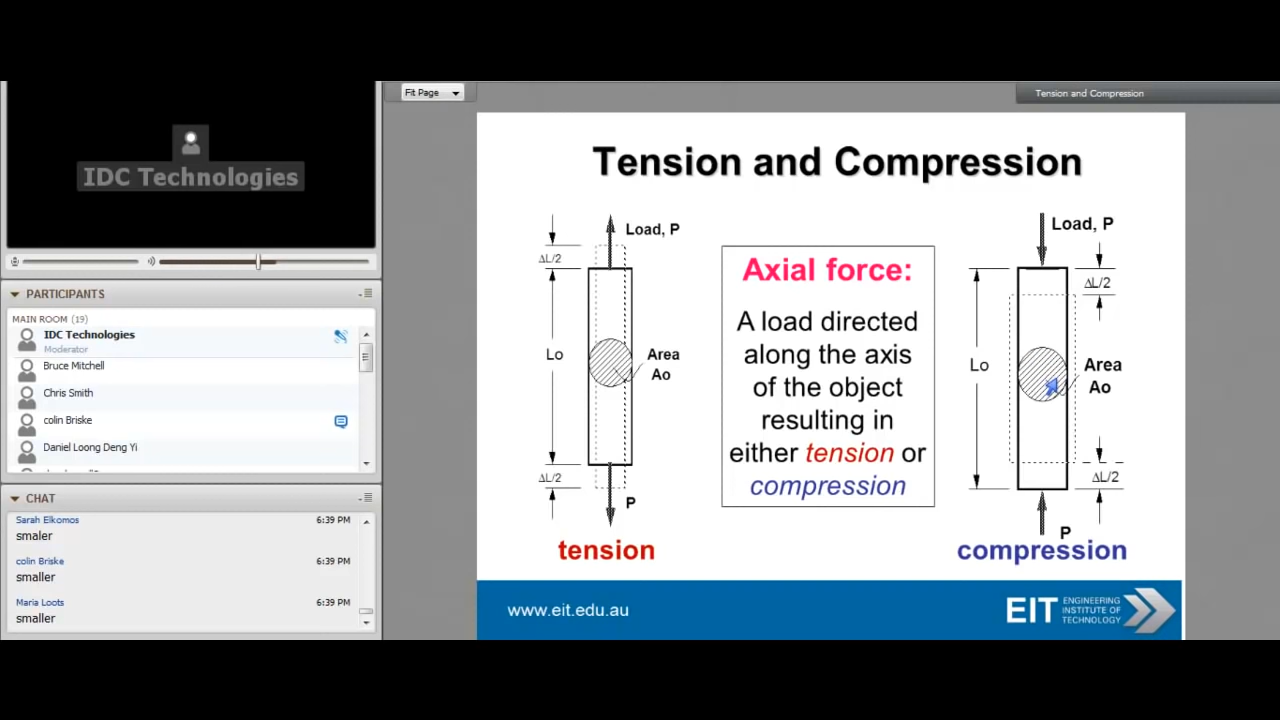 Fit Page
Tension and Compression
IDC Technologies
PARTICIPANTS
MAIN ROOM (19)
IDC Technologies
Moderator
Bruce Mitchell
Chris Smith
colin Briske
Daniel Loong Deng Yi
CHAT
Sarah Elkomos 6:39 PM
smaler
colin Briske 6:39 PM
smaller
Maria Loots 6:39 PM
smaller
Tension and Compression
Load, P
ΔL/2
Lo
Area
Ao
ΔL/2
P
tension
Axial force:
A load directed
along the axis
of the object
resulting in
either tension or
compression
Load, P
ΔL/2
Lo
Area
Ao
ΔL/2
P
compression
www.eit.edu.au
EIT
ENGINEERING
INSTITUTE OF
TECHNOLOGY